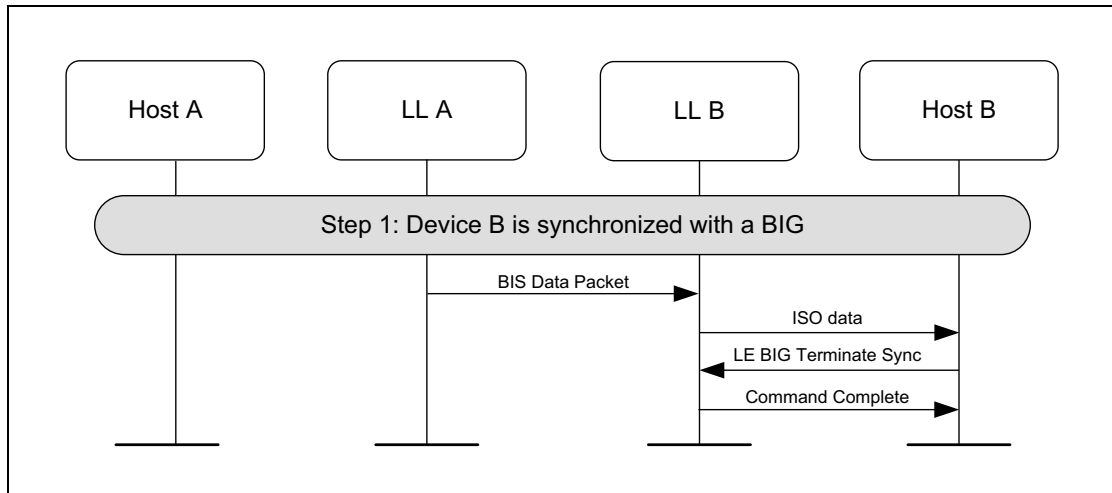 Host A
LL A
LL B
Host B
Step 1: Device B is synchronized with a BIG
BIS Data Packet
ISO data
LE BIG Terminate Sync
Command Complete